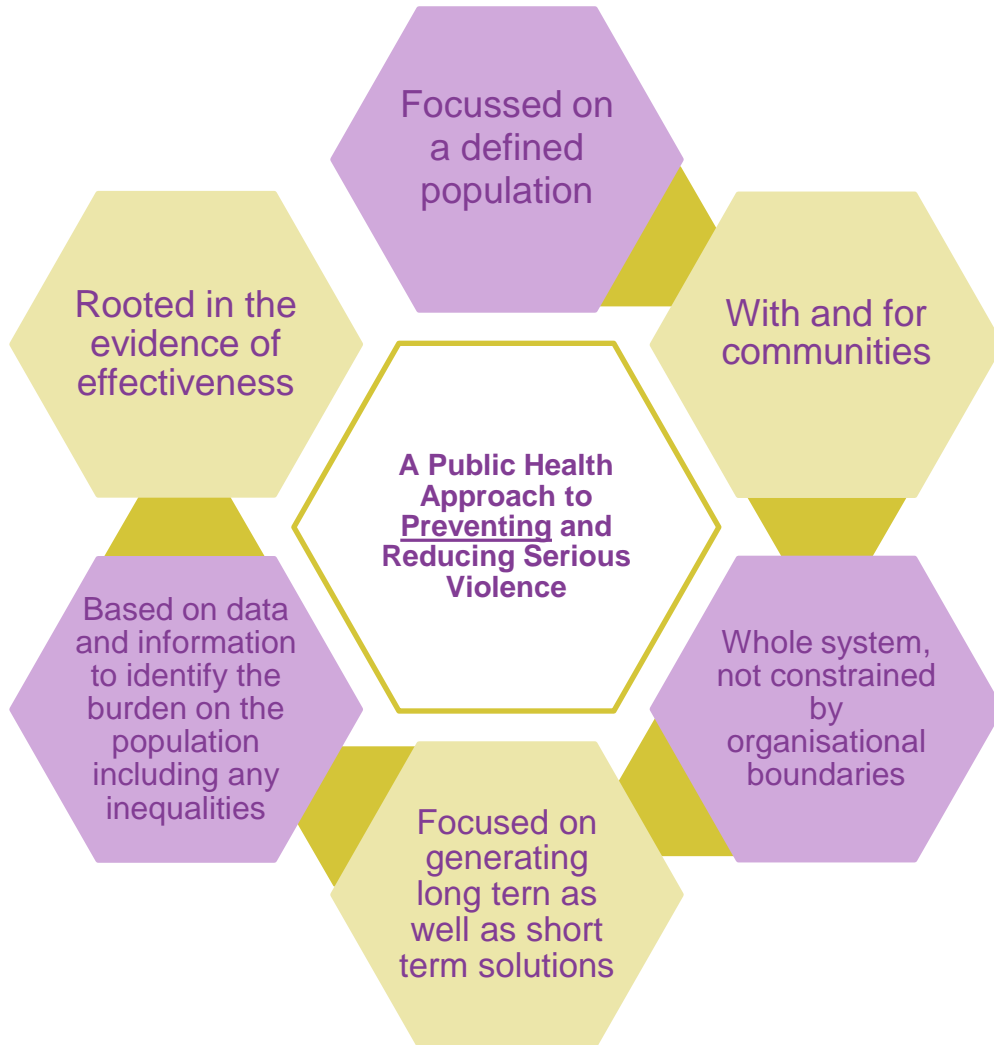 Focussed on
a defined
population
With and for
communities
Whole system,
not constrained
by
organisational
boundaries
Focused on
generating
long tern as
well as short
term solutions
Based on data
and information
to identify the
burden on the
population
including any
inequalities
Rooted in the
evidence of
effectiveness
A Public Health
Approach to
Preventing and
Reducing Serious
Violence